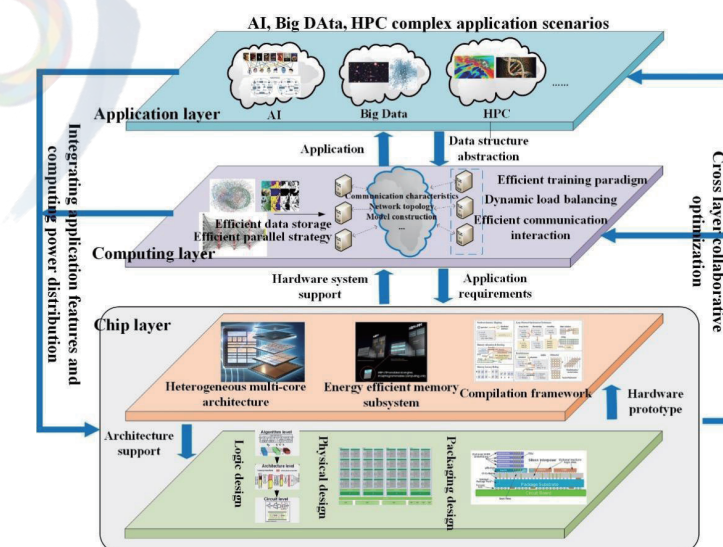 AI, Big DAta, HPC complex application scenarios
Application layer
AI
Big Data
HPC
......
Application
Data structure
abstraction
Integrating application features and
computing power distribution
Cross layer collaborative
optimization
Computing layer
Efficient data storage
Efficient parallel strategy
Communication characteristics
Network topology
Model construction
...
Efficient training paradigm
Dynamic load balancing
Efficient communication
interaction
Hardware system
support
Application
requirements
Chip layer
Heterogeneous multi-core
architecture
Energy efficient memory
subsystem
Compilation framework
Architecture
support
Hardware
prototype
Logic design
Algorithm level
Architecture level
Circuit level
Physical design
Packaging design
Package Substrate